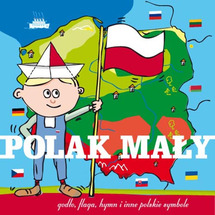 POLAK MAŁY
godło, flaga, hymn i inne polskie symbole